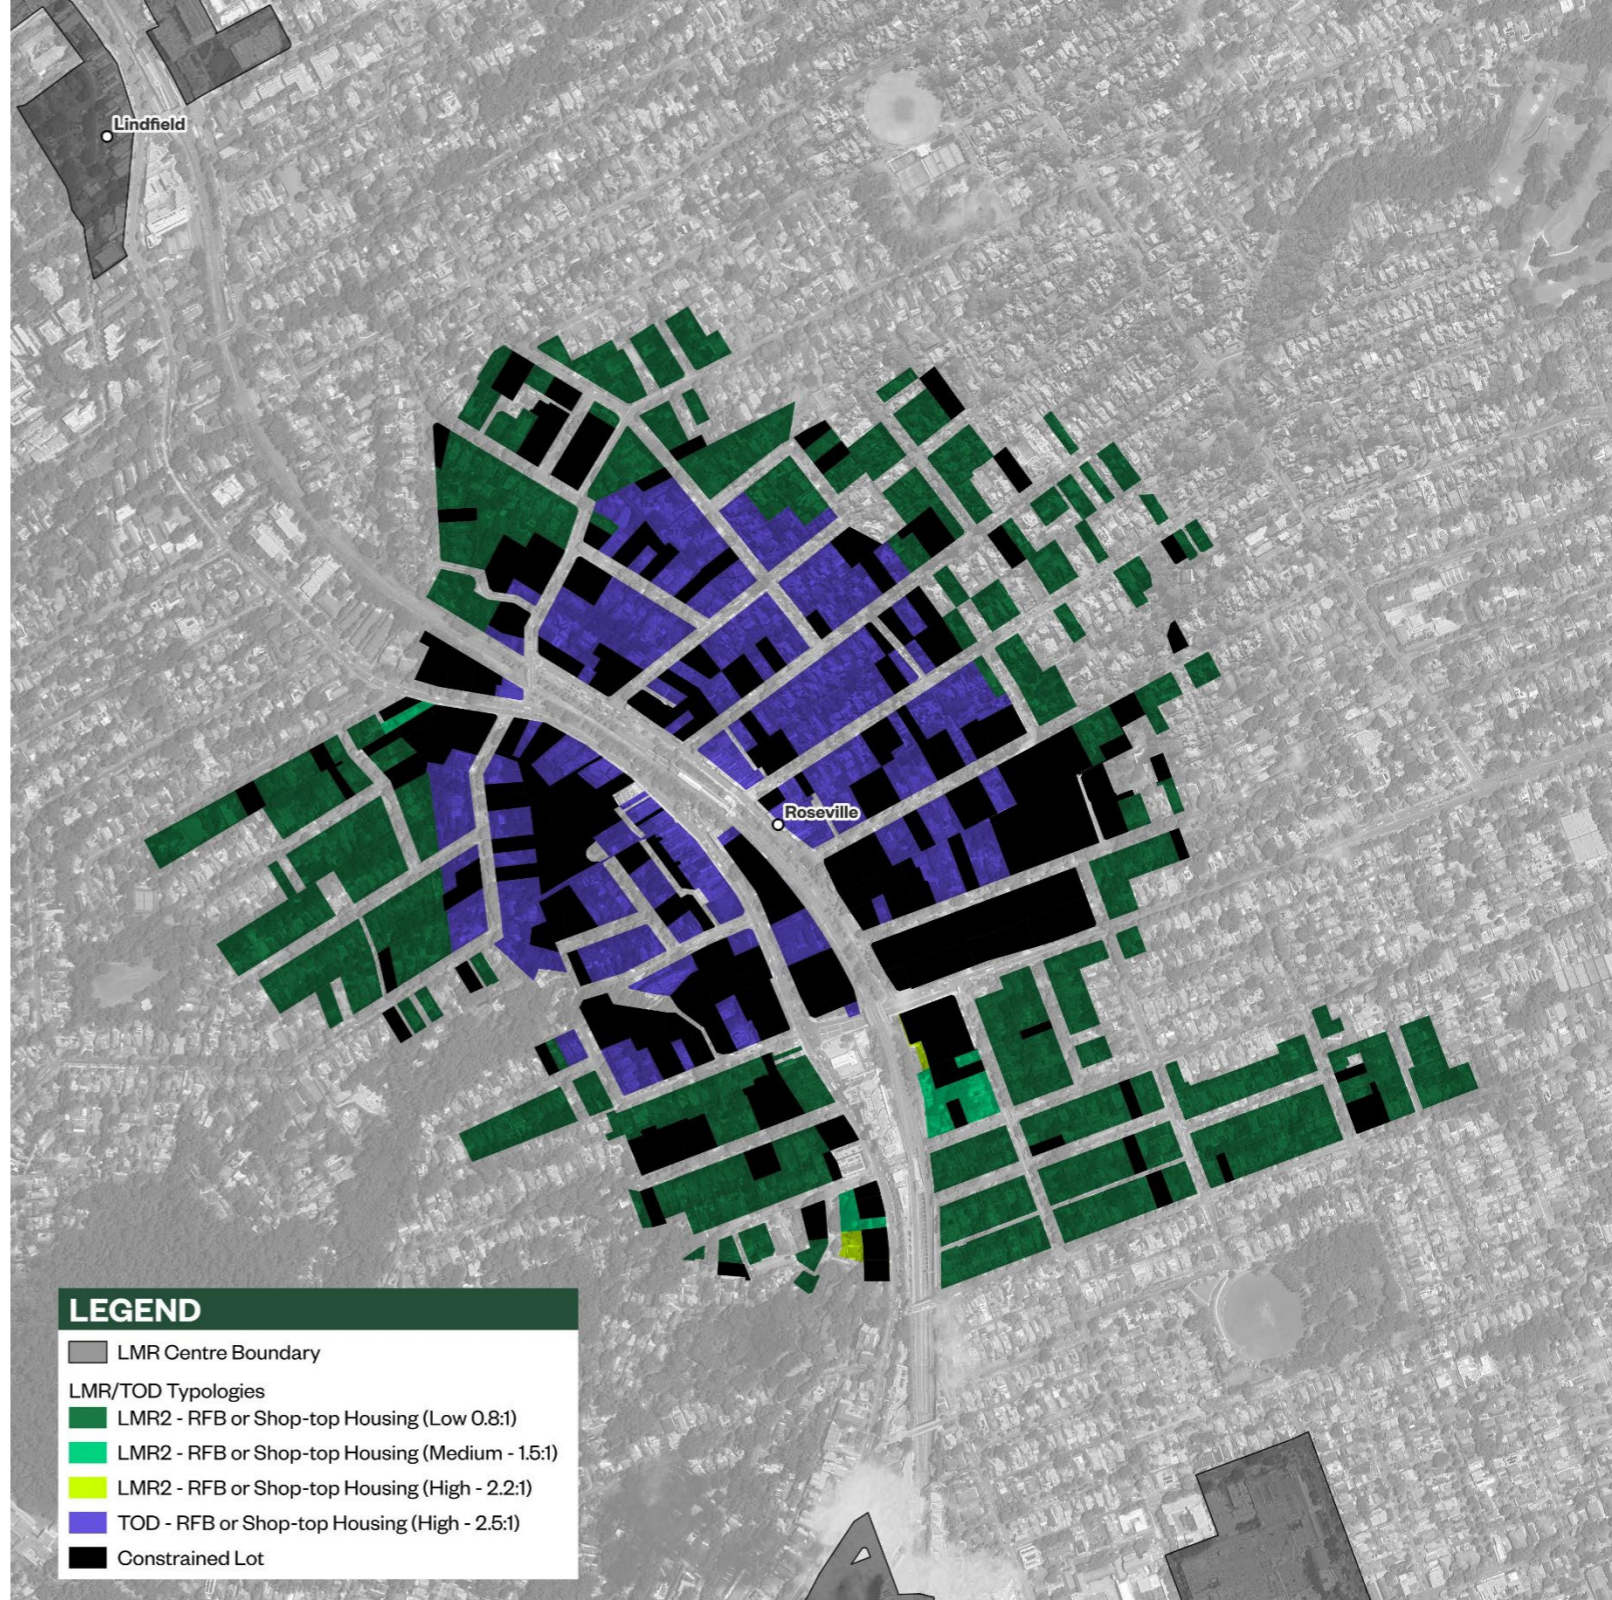 Lindfield
Roseville
LEGEND
LMR Centre Boundary
LMR/TOD Typologies
LMR2 - RFB or Shop-top Housing (Low 0.8:1)
LMR2 - RFB or Shop-top Housing (Medium - 1.5:1)
LMR2 - RFB or Shop-top Housing (High - 2.2:1)
TOD - RFB or Shop-top Housing (High - 2.5:1)
Constrained Lot